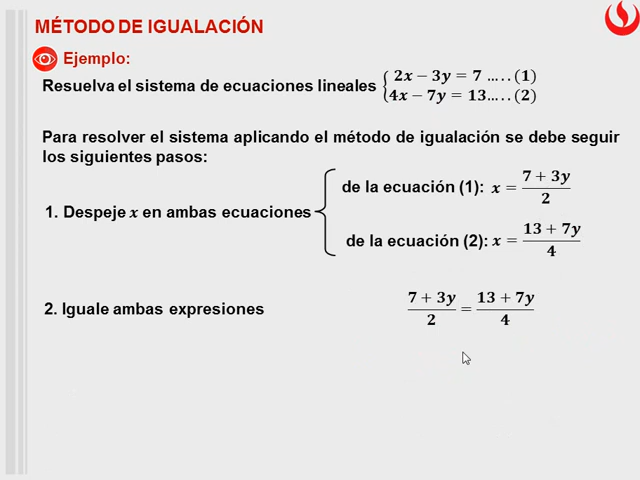 MÉTODO DE IGUALACIÓN
Ejemplo:
Resuelva el sistema de ecuaciones lineales { 2x − 3y = 7 .…. (1)
4x − 7y = 13.…. (2)
Para resolver el sistema aplicando el método de igualación se debe seguir
los siguientes pasos:
1. Despeje x en ambas ecuaciones
de la ecuación (1): x = (7 + 3y)/2
de la ecuación (2): x = (13 + 7y)/4
2. Iguale ambas expresiones (7 + 3y)/2 = (13 + 7y)/4